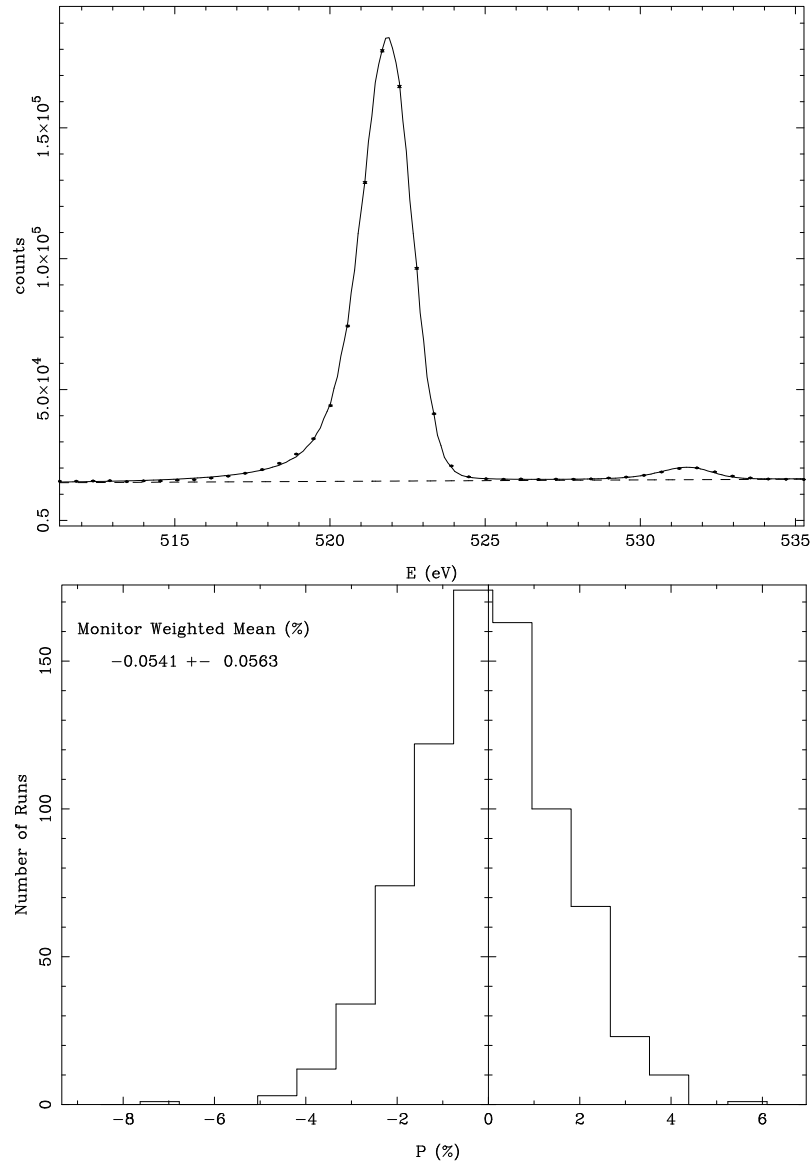 counts
1.5×10⁵
1.0×10⁵
5.0×10⁴
0.5
515 520 525 530 535
E (eV)
Monitor Weighted Mean (%)
−0.0541 +− 0.0563
Number of Runs
150
100
50
0
−8 −6 −4 −2 0 2 4 6
P (%)